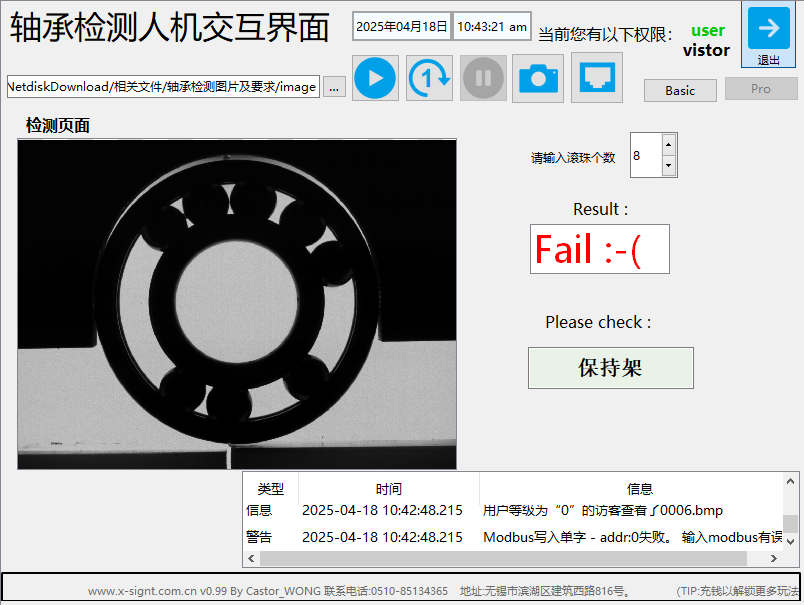 轴承检测人机交互界面
2025年04月18日 10:43:21 am
当前您有以下权限：
user
vistor
退出
NetdiskDownload/相关文件/轴承检测图片及要求/image ...
1
Basic
Pro
检测页面
请输入滚珠个数 8
Result :
Fail :-(
Please check :
保持架
类型 时间 信息
信息 2025-04-18 10:42:48.215 用户等级为“0”的访客查看了0006.bmp
警告 2025-04-18 10:42:48.215 Modbus写入单字 - addr:0失败。 输入modbus有误
www.x-signt.com.cn v0.99 By Castor_WONG 联系电话:0510-85134365 地址:无锡市滨湖区建筑西路816号。 (TIP:充钱以解锁更多玩法